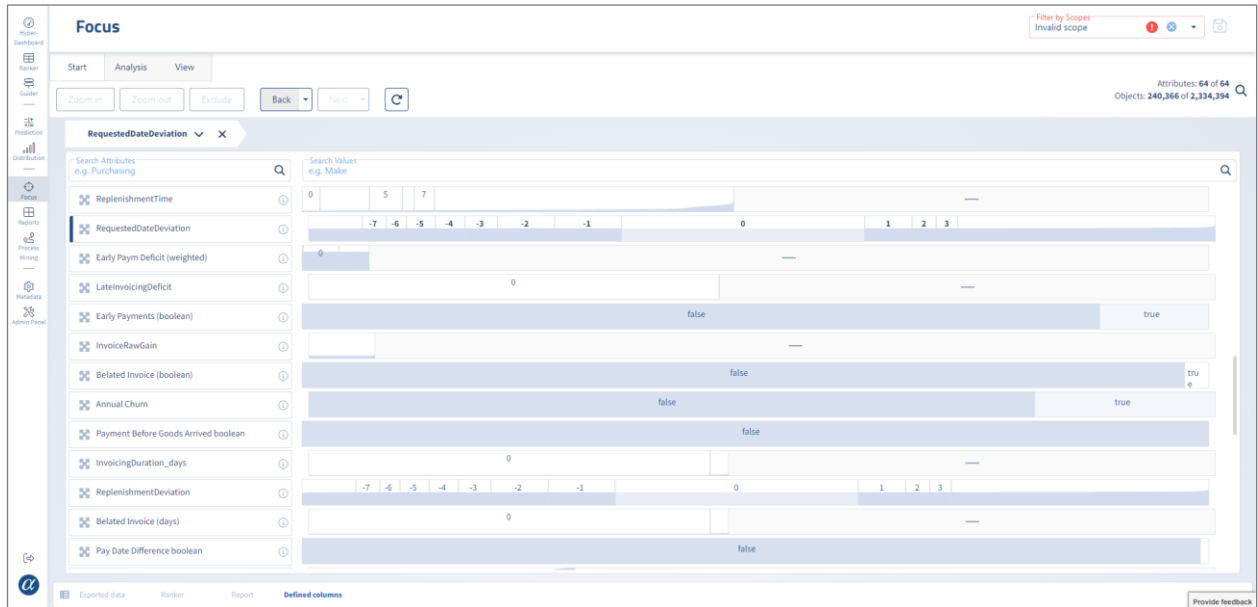 Hyper-
Dashboard
Ranker
Guider
Prediction
Distribution
Focus
Reports
Process
Mining
Metadata
Admin Panel
α
Focus
Filter by Scopes
Invalid scope
Start Analysis View
Zoom in Zoom out Exclude Back Next
Attributes: 64 of 64
Objects: 240,366 of 2,334,394
RequestedDateDeviation
Search Attributes
e.g. Purchasing
Search Values
e.g. Make
ReplenishmentTime 0 5 7 —
RequestedDateDeviation -7 -6 -5 -4 -3 -2 -1 0 1 2 3
Early Paym Deficit (weighted) 0 —
LateInvoicingDeficit 0 —
Early Payments (boolean) false true
InvoiceRawGain —
Belated Invoice (boolean) false tru
e
Annual Churn false true
Payment Before Goods Arrived boolean false
InvoicingDuration_days 0 —
ReplenishmentDeviation -7 -6 -5 -4 -3 -2 -1 0 1 2 3
Belated Invoice (days) 0 —
Pay Date Difference boolean false
Exported data Ranker Report Defined columns
Provide feedback